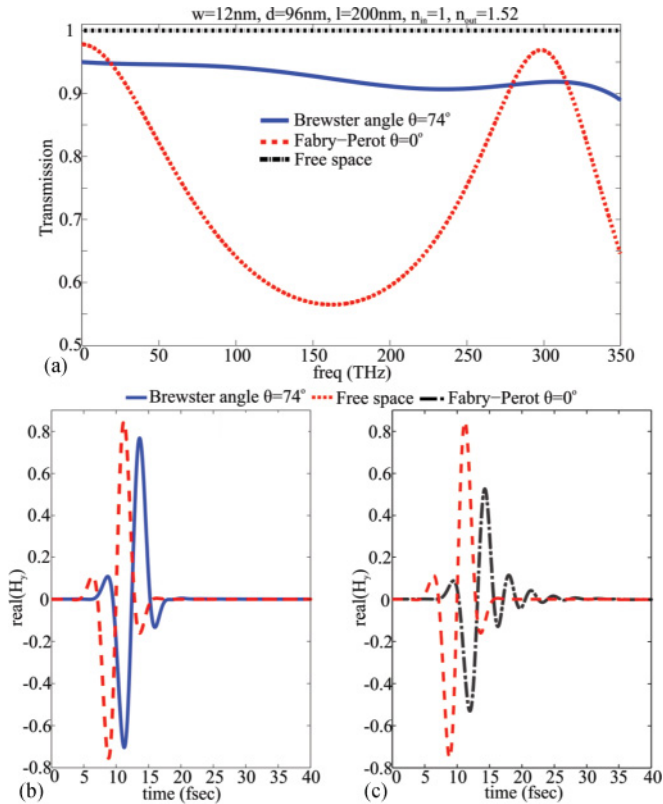 w=12nm, d=96nm, l=200nm, n_in=1, n_out=1.52
1
0.9
0.8
0.7
0.6
0.5
Transmission
Brewster angle θ=74°
Fabry−Perot θ=0°
Free space
0 50 100 150 200 250 300 350
freq (THz)
(a)
Brewster angle θ=74° Free space Fabry−Perot θ=0°
0.8
0.6
0.4
0.2
0
-0.2
-0.4
-0.6
-0.8
real(H_y)
0 5 10 15 20 30 40
time (fsec)
(b)
0.8
0.6
0.4
0.2
0
-0.2
-0.4
-0.6
-0.8
real(H_y)
0 5 10 15 20 30 40
time (fsec)
(c)